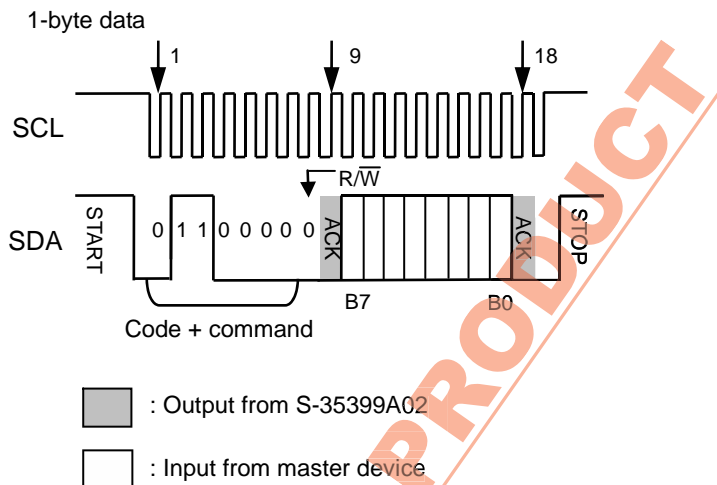 1-byte data
1 9 18
SCL
R/W̅
SDA
START 0 1 1 0 0 0 0 0 ACK ACK STOP
B7 B0
Code + command
: Output from S-35399A02
: Input from master device
PRODUCT